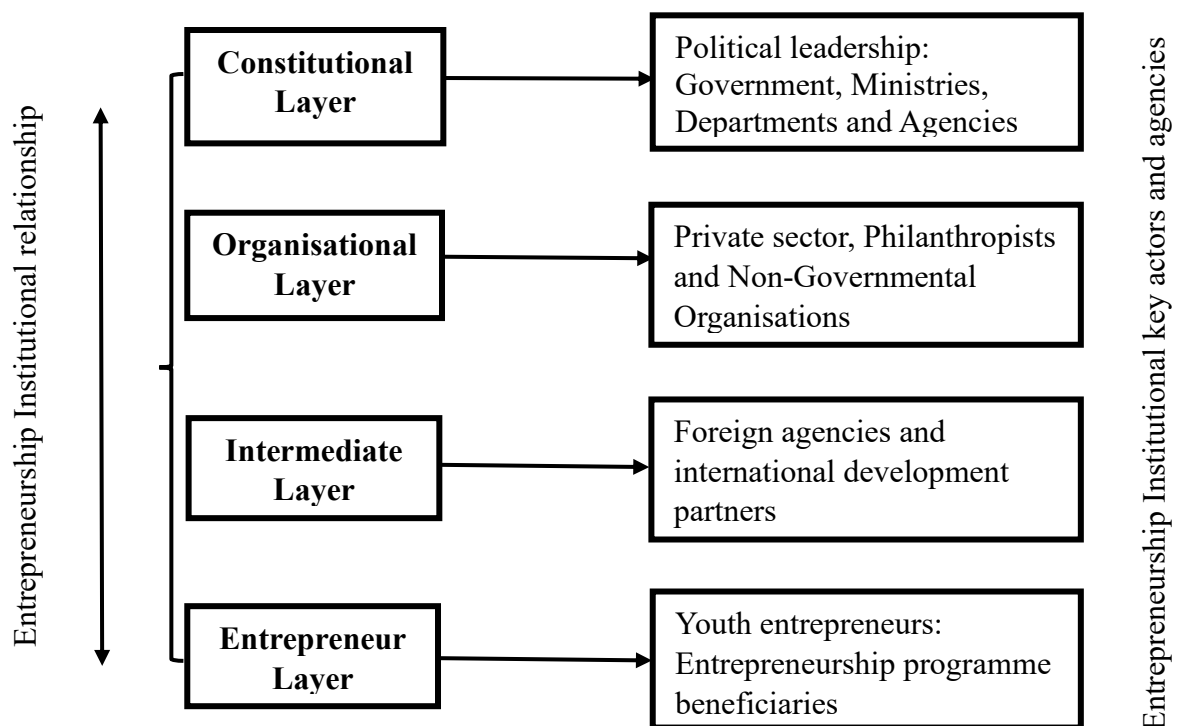 Entrepreneurship Institutional relationship
Constitutional
Layer
Political leadership:
Government, Ministries,
Departments and Agencies
Organisational
Layer
Private sector, Philanthropists
and Non-Governmental
Organisations
Intermediate
Layer
Foreign agencies and
international development
partners
Entrepreneur
Layer
Youth entrepreneurs:
Entrepreneurship programme
beneficiaries
Entrepreneurship Institutional key actors and agencies